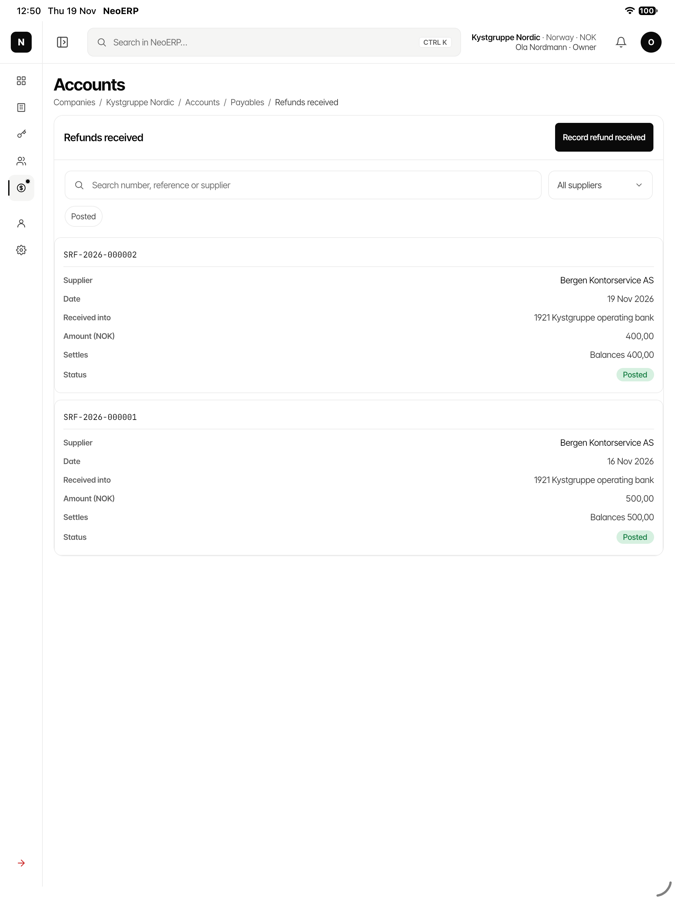 12:50 Thu 19 Nov NeoERP
100
N
Search in NeoERP...
CTRL K
Kystgruppe Nordic · Norway · NOK
Ola Nordmann · Owner
O
Accounts
Companies / Kystgruppe Nordic / Accounts / Payables / Refunds received
Refunds received
Record refund received
Search number, reference or supplier
All suppliers
Posted
SRF-2026-000002
Supplier Bergen Kontorservice AS
Date 19 Nov 2026
Received into 1921 Kystgruppe operating bank
Amount (NOK) 400,00
Settles Balances 400,00
Status Posted
SRF-2026-000001
Supplier Bergen Kontorservice AS
Date 16 Nov 2026
Received into 1921 Kystgruppe operating bank
Amount (NOK) 500,00
Settles Balances 500,00
Status Posted